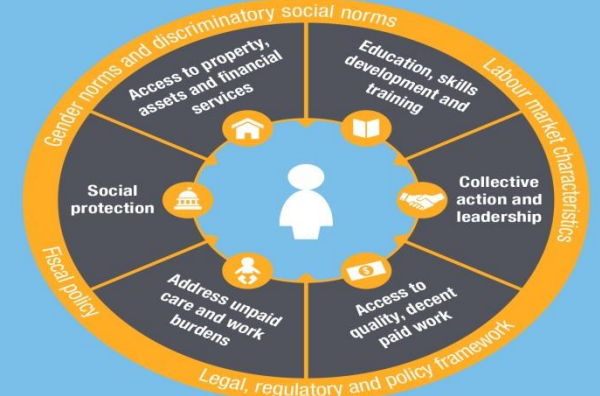 Gender norms and discriminatory social norms
Labour market characteristics
Legal, regulatory and policy framework
Fiscal policy
Access to property,
assets and financial
services
Education, skills
development and
training
Collective
action and
leadership
Access to
quality, decent
paid work
Address unpaid
care and work
burdens
Social
protection
$